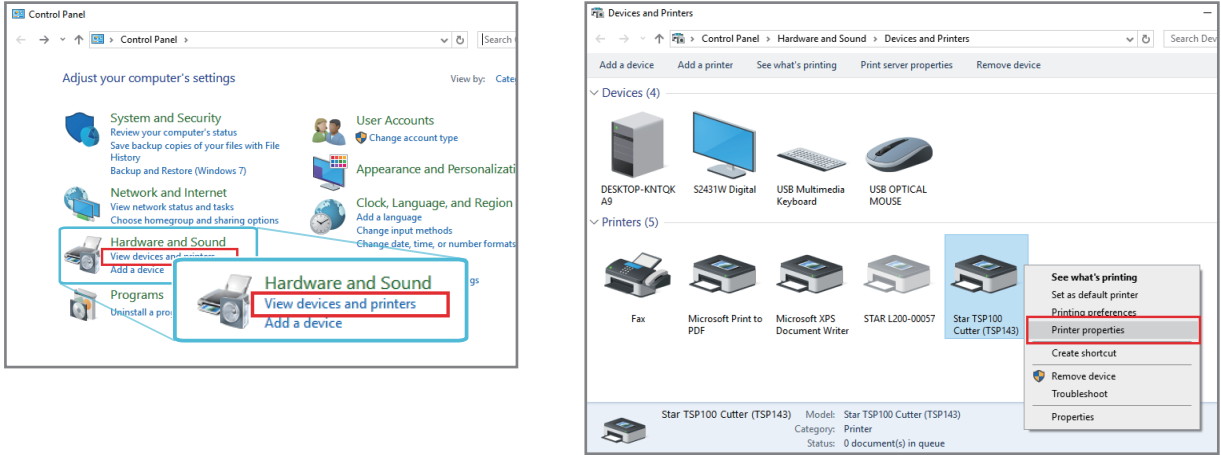 Control Panel
Control Panel
Search
Adjust your computer's settings
View by: Cate
System and Security
Review your computer's status
Save backup copies of your files with File
History
Backup and Restore (Windows 7)
Network and Internet
View network status and tasks
Choose homegroup and sharing options
Hardware and Sound
View devices and printers
Add a device
Programs
Uninstall a pro
User Accounts
Change account type
Appearance and Personalizati
Clock, Language, and Region
Add a language
Change input methods
Change date, time, or number formats
gs
Hardware and Sound
View devices and printers
Add a device
Devices and Printers
Control Panel > Hardware and Sound > Devices and Printers
Search Dev
Add a device Add a printer See what's printing Print server properties Remove device
Devices (4)
DESKTOP-KNTQK
A9
S2431W Digital
USB Multimedia
Keyboard
USB OPTICAL
MOUSE
Printers (5)
Fax
Microsoft Print to
PDF
Microsoft XPS
Document Writer
STAR L200-00057
Star TSP100
Cutter (TSP143)
See what's printing
Set as default printer
Printing preferences
Printer properties
Create shortcut
Remove device
Troubleshoot
Properties
Star TSP100 Cutter (TSP143) Model: Star TSP100 Cutter (TSP143)
Category: Printer
Status: 0 document(s) in queue